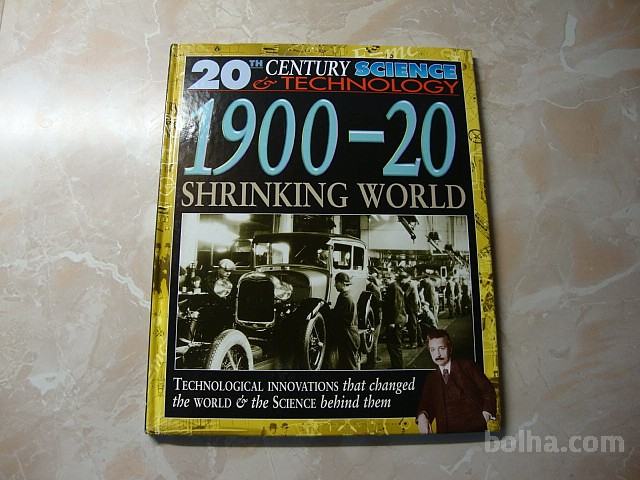 E=mc
20TH CENTURY SCIENCE
& TECHNOLOGY
1900-20
SHRINKING WORLD
TECHNOLOGICAL INNOVATIONS that changed
the WORLD & the SCIENCE behind them
bolha.com